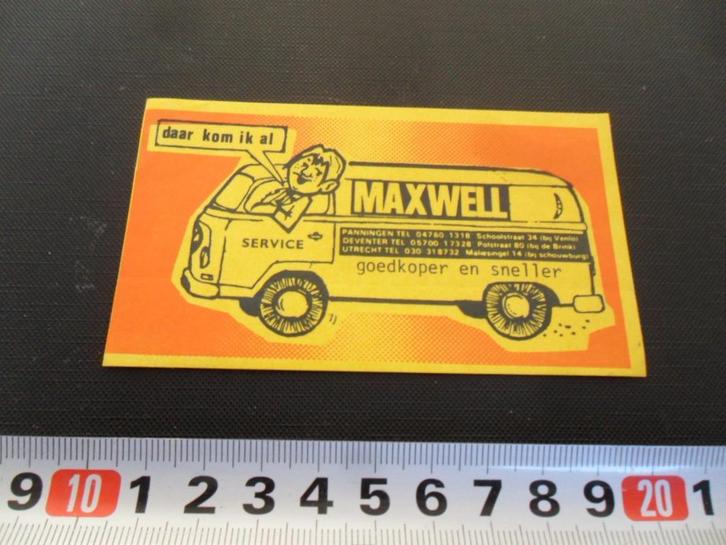 daar kom ik al
MAXWELL
SERVICE
PANNINGEN TEL 04760 1318 Schoolstraat 34 (bij Venlo)
DEVENTER TEL 05700 17328 Polstraat 80 (bij de Brink)
UTRECHT TEL 030 318732 Maliesingel 14 (bij schouwburg)
goedkoper en sneller
9 10 1 2 3 4 5 6 7 8 9 20 1